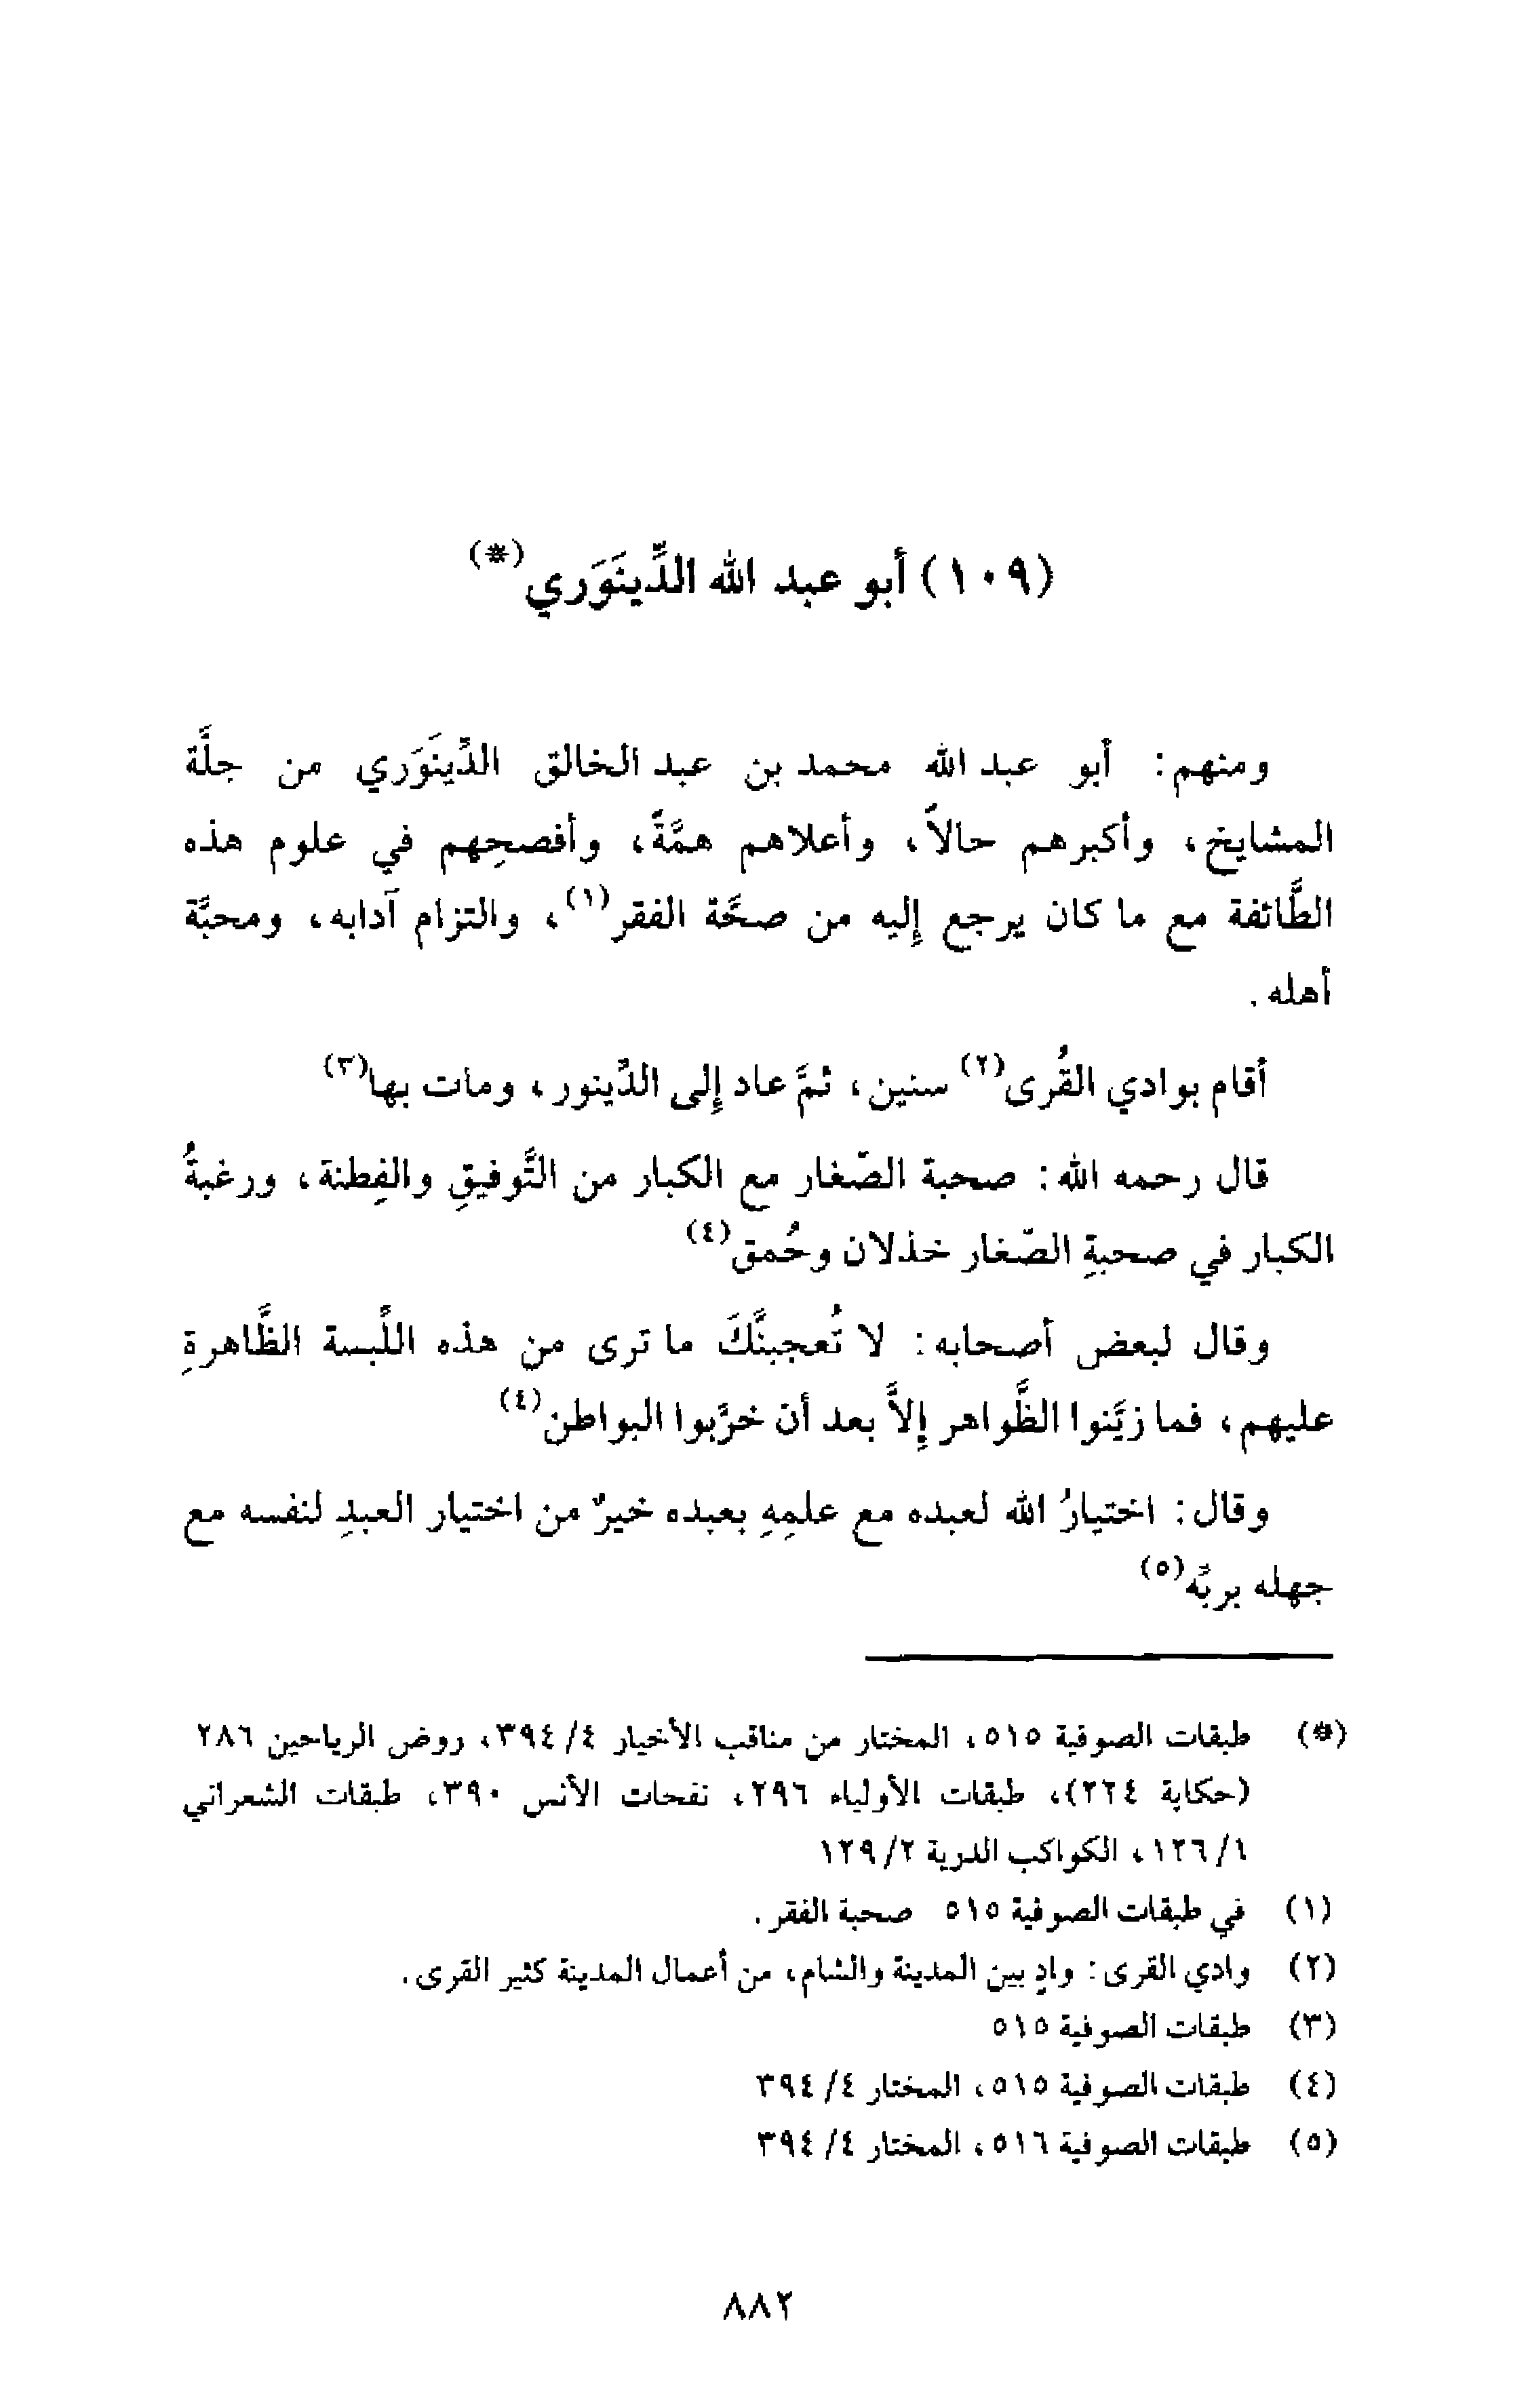 (١٠٩) أبو عبد الله الدِّينَوَري(*)
ومنهم: أبو عبد الله محمد بن عبد الخالق الدِّينَوَري من جلَّة
المشايخ، وأكبرهم حالاً، وأعلاهم همَّةً، وأفصحِهم في علوم هذه
الطَّائفة مع ما كان يرجع إليه من صحَّة الفقر(١)، والتزام آدابه، ومحبَّة
أهله.
أقام بوادي القُرى(٢) سنين، ثمَّ عاد إلى الدِّينور، ومات بها(٣)
قال رحمه الله: صحبة الصّغار مع الكبار من التَّوفيقِ والفِطنة، ورغبةُ
الكبار في صحبةِ الصّغار خذلان وحُمق(٤)
وقال لبعض أصحابه: لا تُعجبنَّكَ ما ترى من هذه اللِّبسة الظَّاهرةِ
عليهم، فما زيَّنوا الظَّواهر إلاَّ بعد أن خرَّبوا البواطن(٤)
وقال: اختيارُ الله لعبده مع علمِهِ بعبده خيرٌ من اختيار العبدِ لنفسه مع
جهله بربِّه(٥)
(*) طبقات الصوفية ٥١٥، المختار من مناقب الأخيار ٤/ ٣٩٤، روض الرياحين ٢٨٦
(حكاية ٢٢٤)، طبقات الأولياء ٢٩٦، نفحات الأنس ٣٩٠، طبقات الشعراني
١/ ١٢٦، الكواكب الدرية ٢/ ١٢٩
(١) في طبقات الصوفية ٥١٥ صحبة الفقر.
(٢) وادي القرى: وادٍ بين المدينة والشام، من أعمال المدينة كثير القرى.
(٣) طبقات الصوفية ٥١٥
(٤) طبقات الصوفية ٥١٥، المختار ٤/ ٣٩٤
(٥) طبقات الصوفية ٥١٦، المختار ٤/ ٣٩٤
٨٨٢